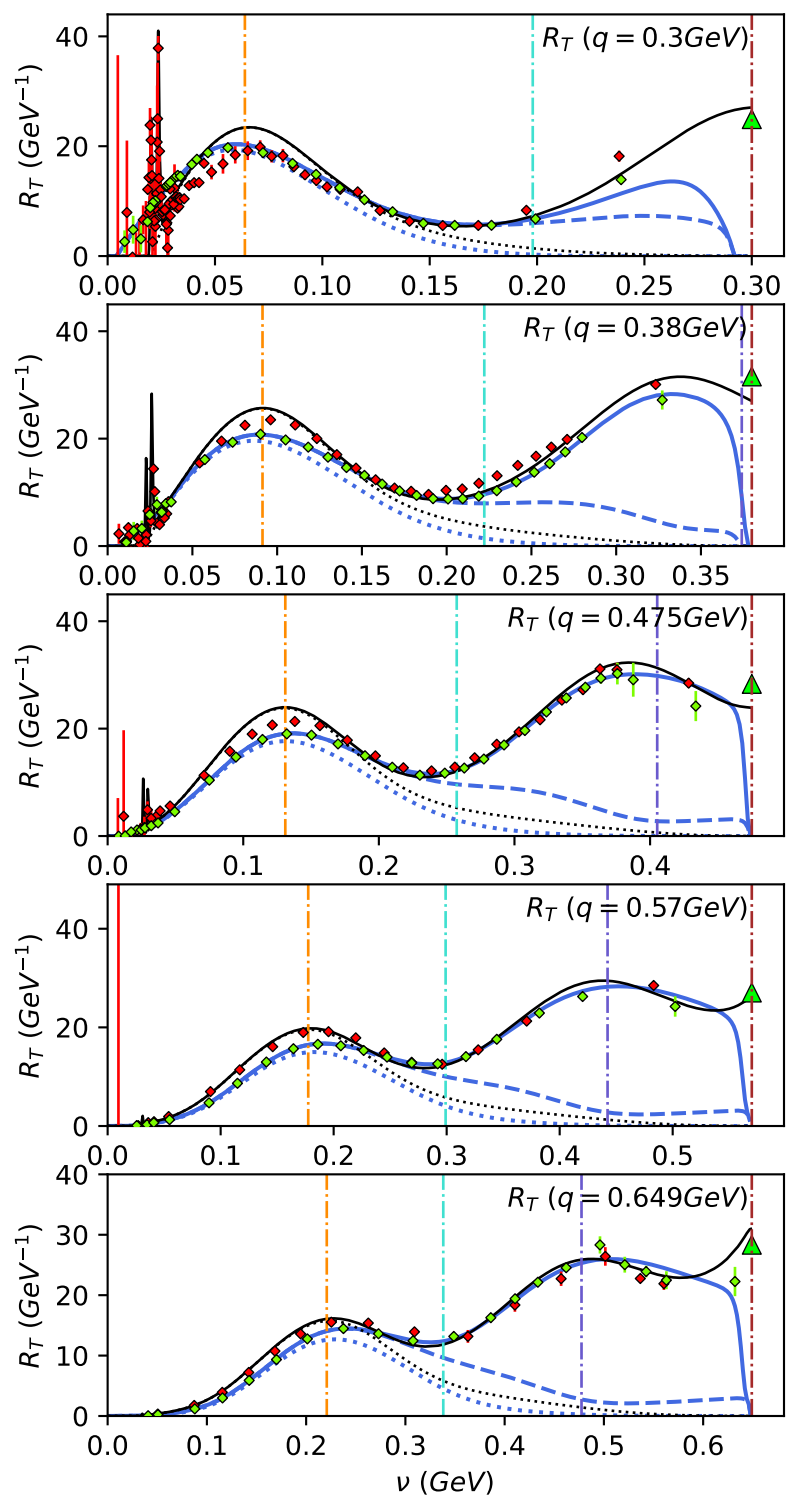 R_T (q = 0.3GeV)
40
20
0
R_T (GeV⁻¹)
0.00 0.05 0.10 0.15 0.20 0.25 0.30
R_T (q = 0.38GeV)
40
20
0
R_T (GeV⁻¹)
0.00 0.05 0.10 0.15 0.20 0.25 0.30 0.35
R_T (q = 0.475GeV)
40
20
0
R_T (GeV⁻¹)
0.0 0.1 0.2 0.3 0.4
R_T (q = 0.57GeV)
40
20
0
R_T (GeV⁻¹)
0.0 0.1 0.2 0.3 0.4 0.5
R_T (q = 0.649GeV)
40
30
20
10
0
R_T (GeV⁻¹)
0.0 0.1 0.2 0.3 0.4 0.5 0.6
ν (GeV)